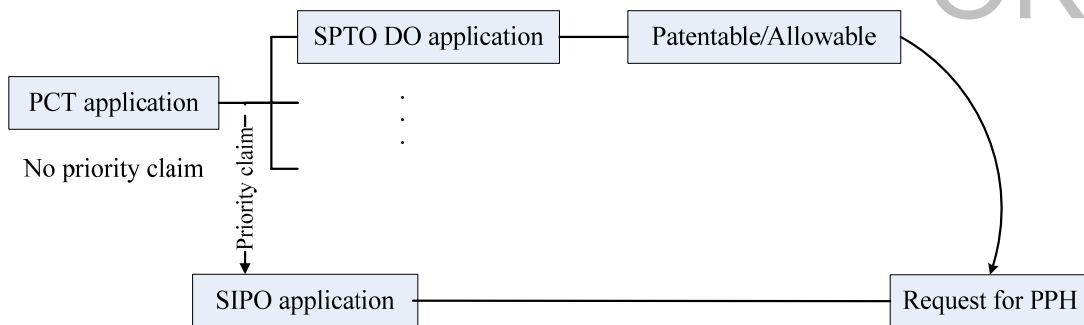 SPTO DO application
Patentable/Allowable
PCT application
No priority claim
Priority claim
SIPO application
Request for PPH